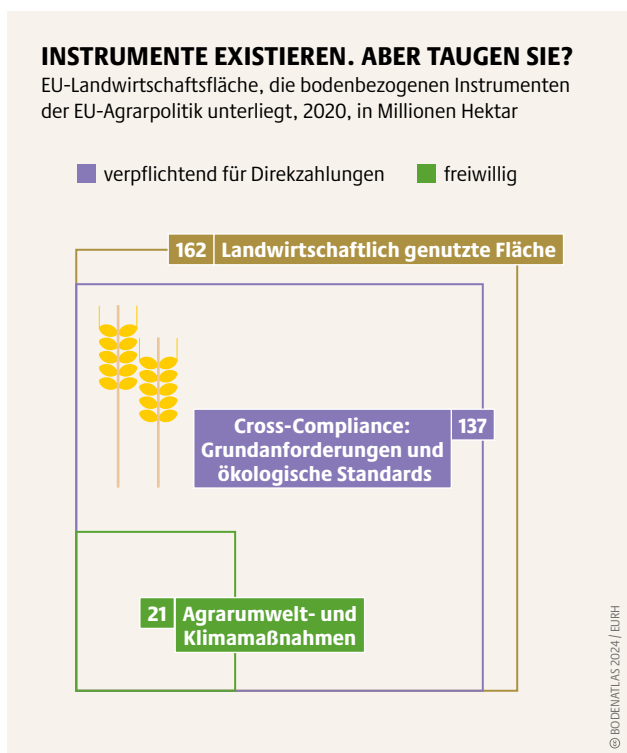 INSTRUMENTE EXISTIEREN. ABER TAUGEN SIE?
EU-Landwirtschaftsfläche, die bodenbezogenen Instrumenten
der EU-Agrarpolitik unterliegt, 2020, in Millionen Hektar
verpflichtend für Direkzahlungen
freiwillig
162 Landwirtschaftlich genutzte Fläche
Cross-Compliance:
Grundanforderungen und
ökologische Standards
137
21 Agrarumwelt- und
Klimamaßnahmen
© BODENATLAS 2024 / EURH